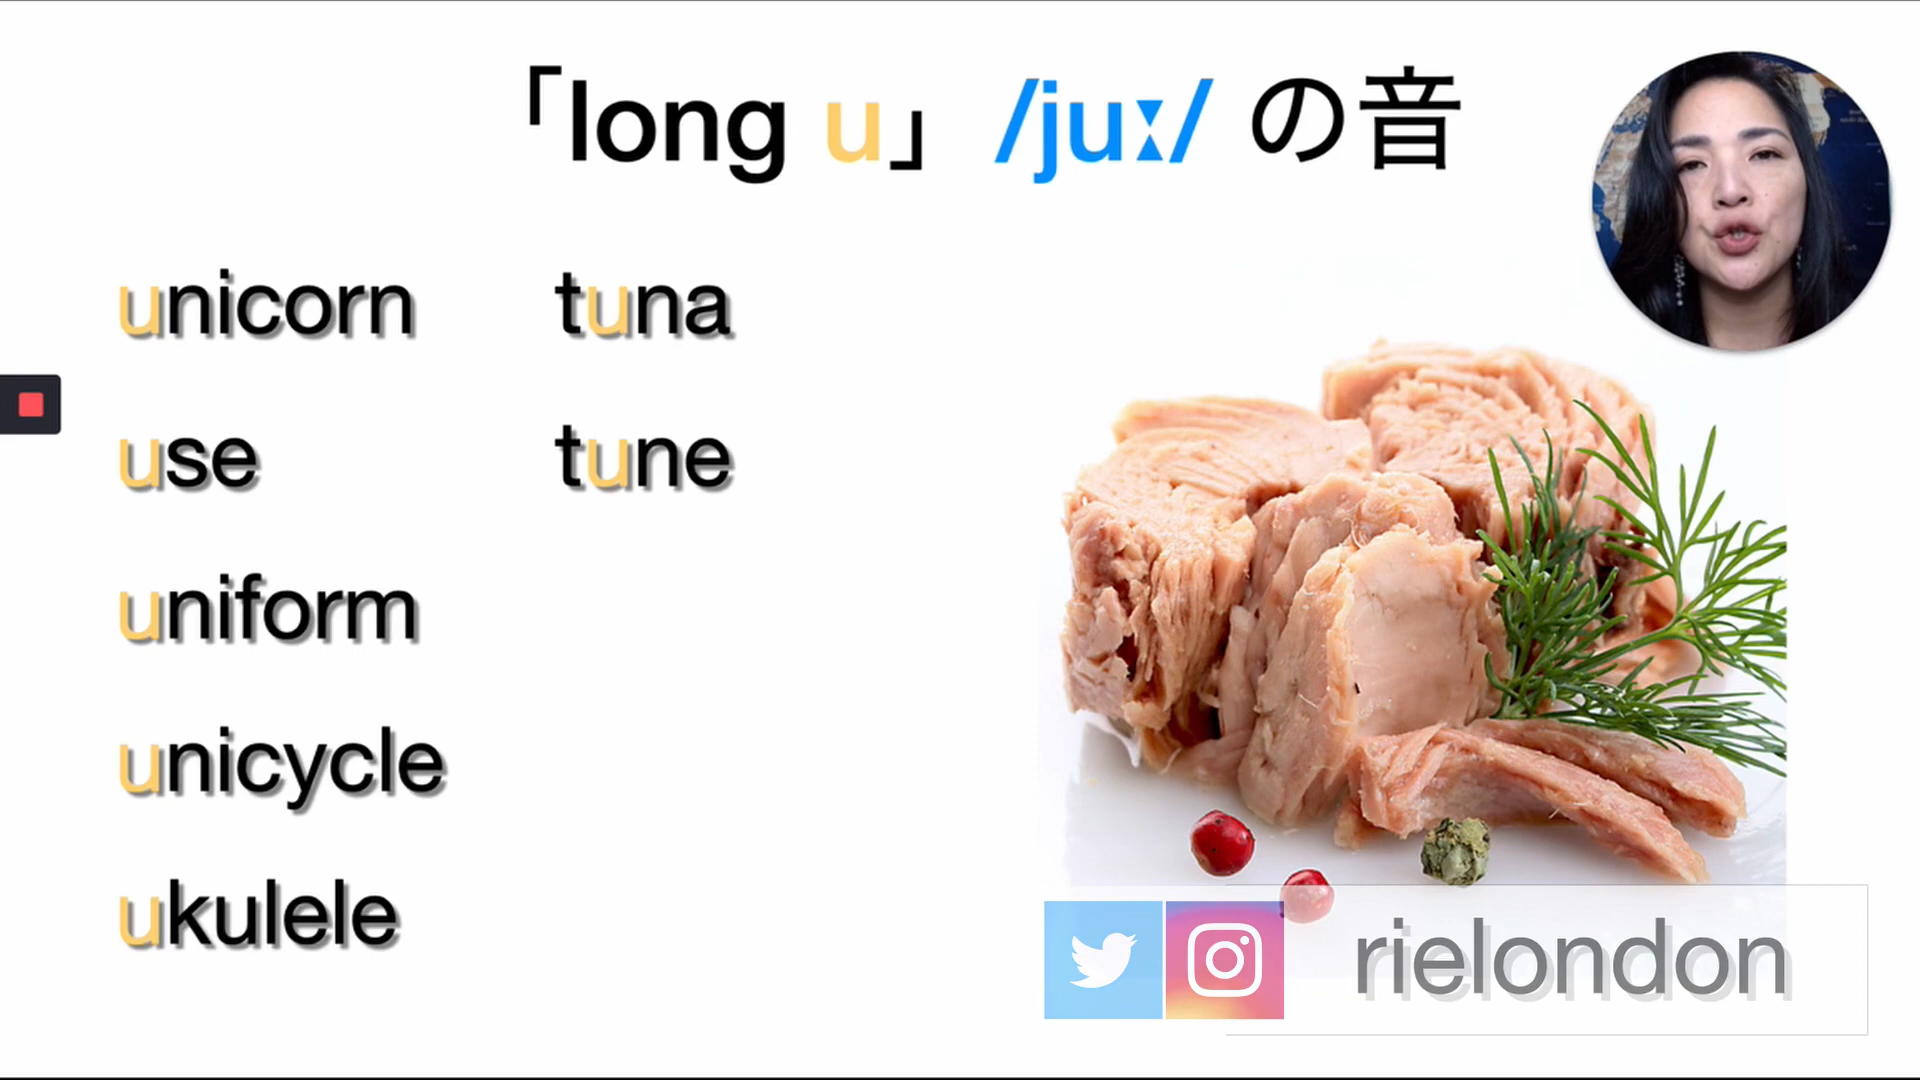 「long u」 /juː/ の音
unicorn
use
uniform
unicycle
ukulele
tuna
tune
rielondon